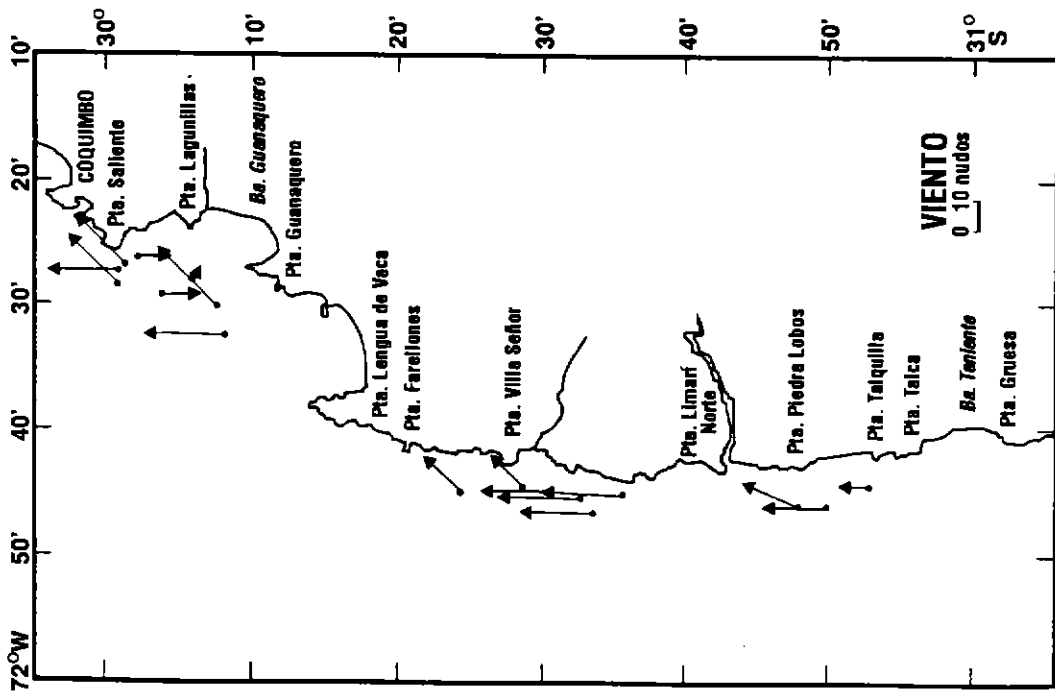 10'
20'
30'
40'
50'
72°W
30°
10'
20'
30'
40'
50'
31°
S
COQUIMBO
Pta. Saliente
Pta. Lagunillas
Ba. Guanaquero
Pta. Guanaquero
Pta. Lengua de Vaca
Pta. Farellones
Pta. Villa Señor
Pta. Limarí
Norte
Pta. Piedra Lobos
Pta. Talquilla
Pta. Talca
Ba. Teniente
Pta. Gruesa
VIENTO
0 10 nudos